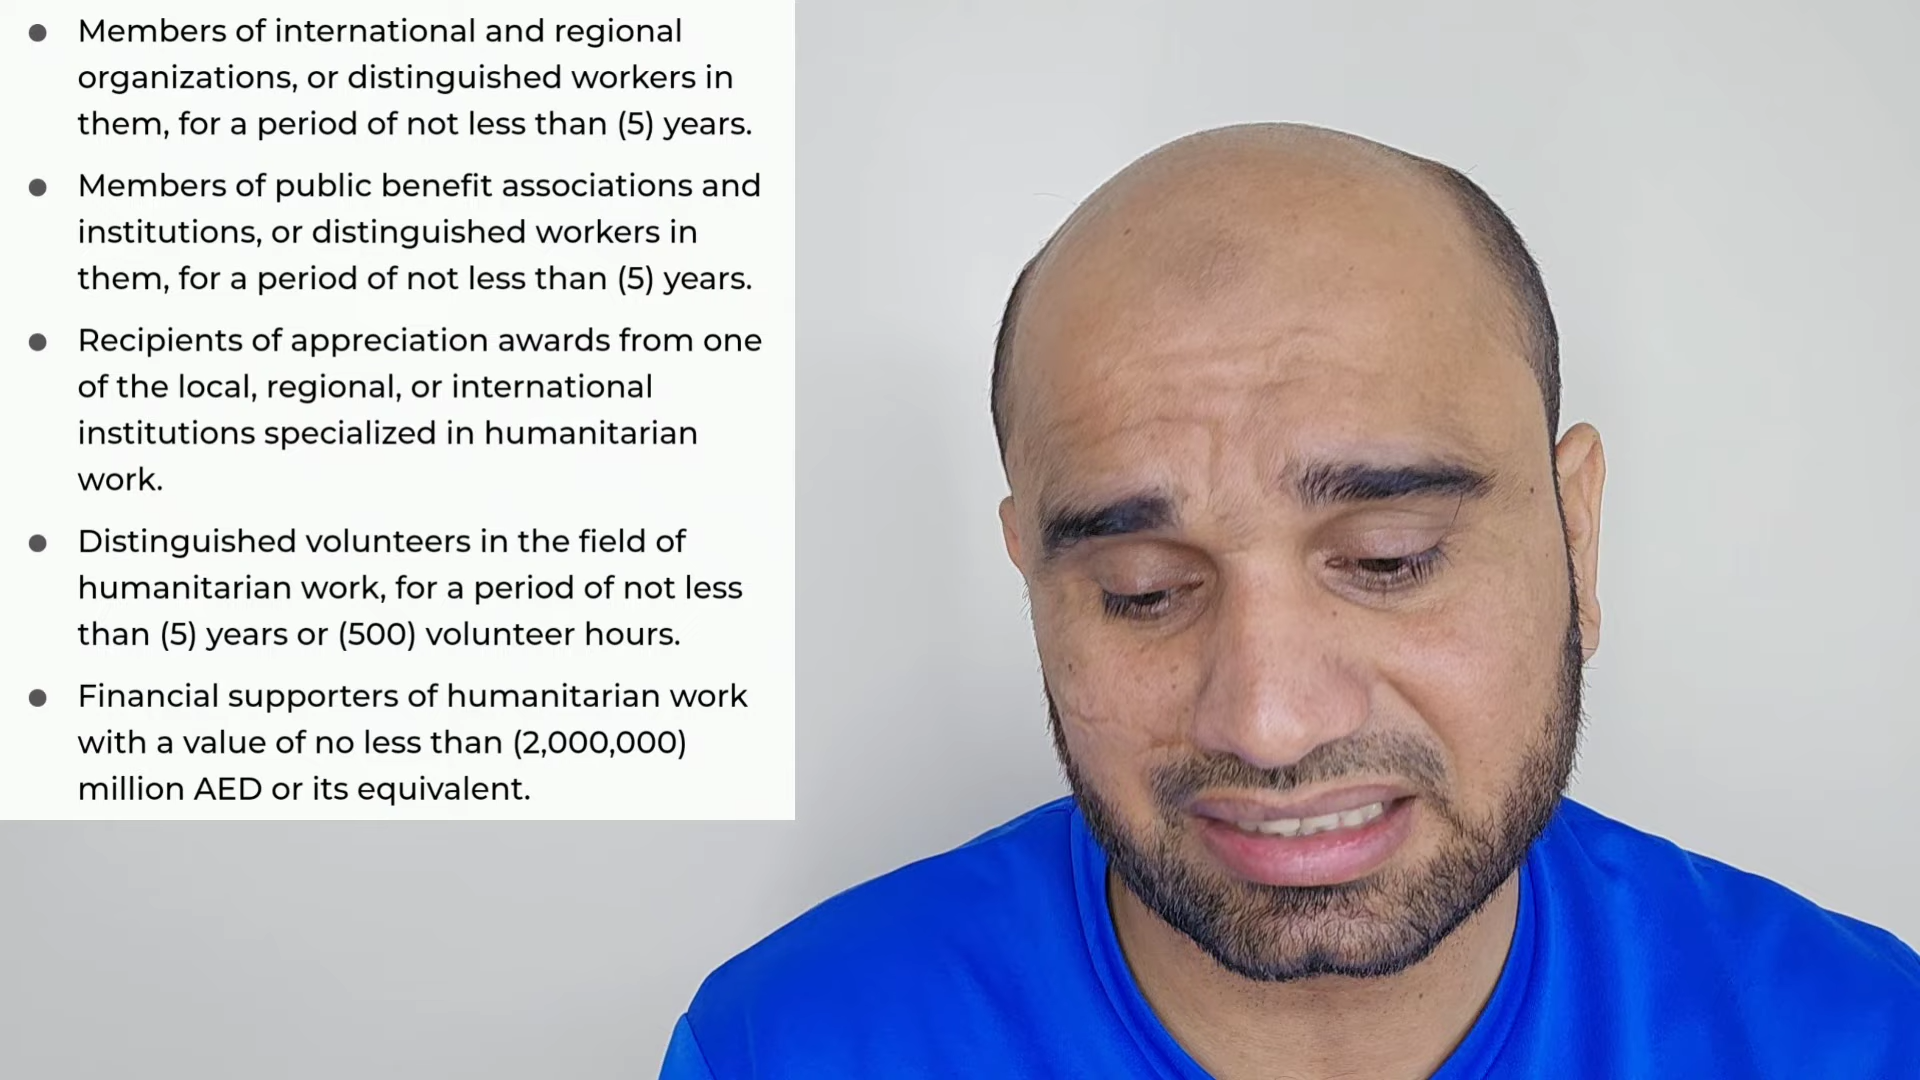 Members of international and regional
organizations, or distinguished workers in
them, for a period of not less than (5) years.
Members of public benefit associations and
institutions, or distinguished workers in
them, for a period of not less than (5) years.
Recipients of appreciation awards from one
of the local, regional, or international
institutions specialized in humanitarian
work.
Distinguished volunteers in the field of
humanitarian work, for a period of not less
than (5) years or (500) volunteer hours.
Financial supporters of humanitarian work
with a value of no less than (2,000,000)
million AED or its equivalent.